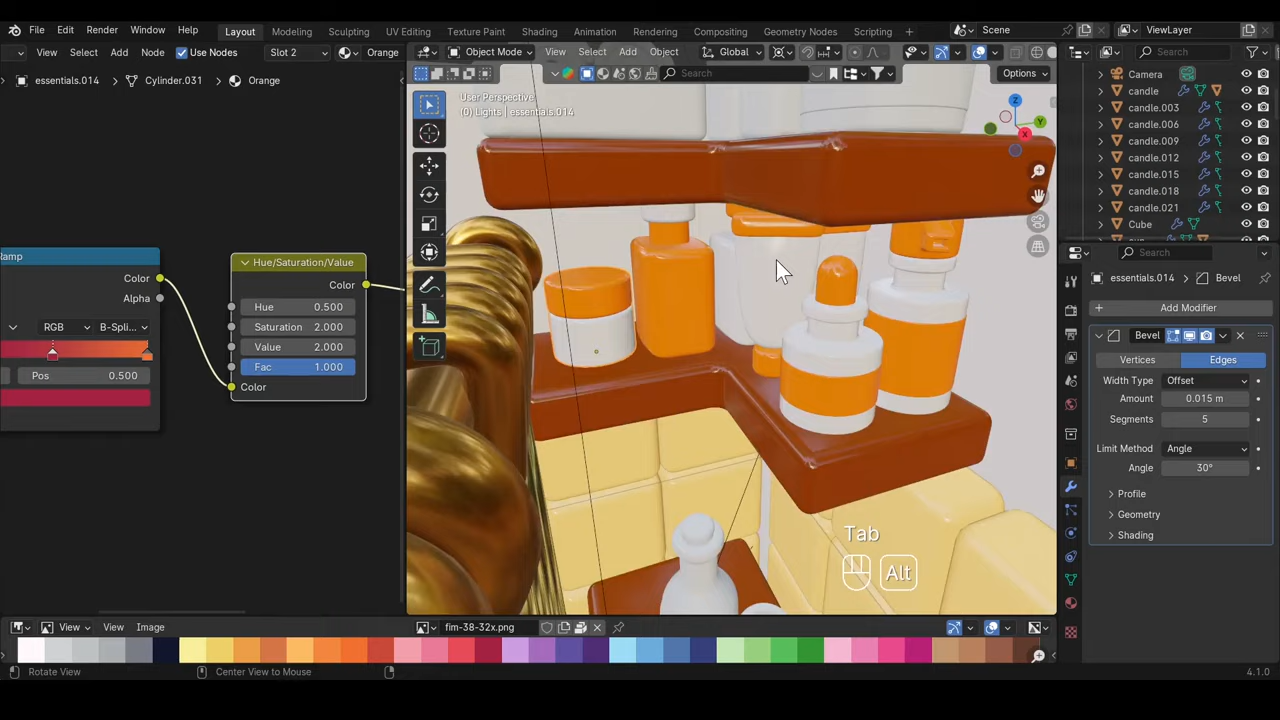 File Edit Render Window Help Layout Modeling Sculpting UV Editing Texture Paint Shading Animation Rendering Compositing Geometry Nodes Scripting Scene ViewLayer
View Select Add Node Use Nodes Slot 2 Orange Object Mode View Select Add Object Global Search
essentials.014 Cylinder.031 Orange Search Options
User Perspective
(0) Lights | essentials.014
Camera
candle
candle.003
candle.006
candle.009
candle.012
candle.015
candle.018
candle.021
Cube
Ramp
Color
Alpha
RGB B-Spli...
Pos 0.500
Hue/Saturation/Value
Color
Hue 0.500
Saturation 2.000
Value 2.000
Fac 1.000
Color
X
Y
Z
Search
essentials.014 Bevel
Add Modifier
Bevel
Vertices Edges
Width Type Offset
Amount 0.015 m
Segments 5
Limit Method Angle
Angle 30°
Profile
Geometry
Shading
Tab
Alt
View View Image fim-38-32x.png
Rotate View Center View to Mouse 4.1.0